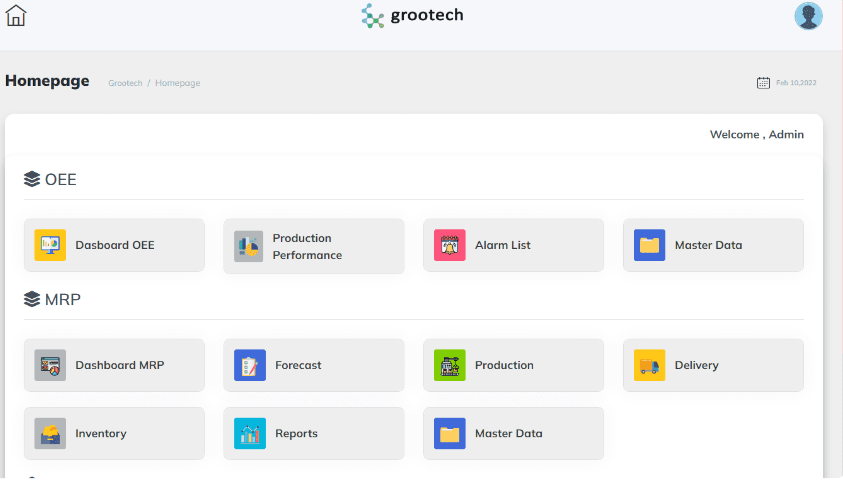 grootech
Homepage
Grootech / Homepage
Feb 10,2022
Welcome , Admin
OEE
Dasboard OEE
Production
Performance
Alarm List
Master Data
MRP
Dashboard MRP
Forecast
Production
Delivery
Inventory
Reports
Master Data